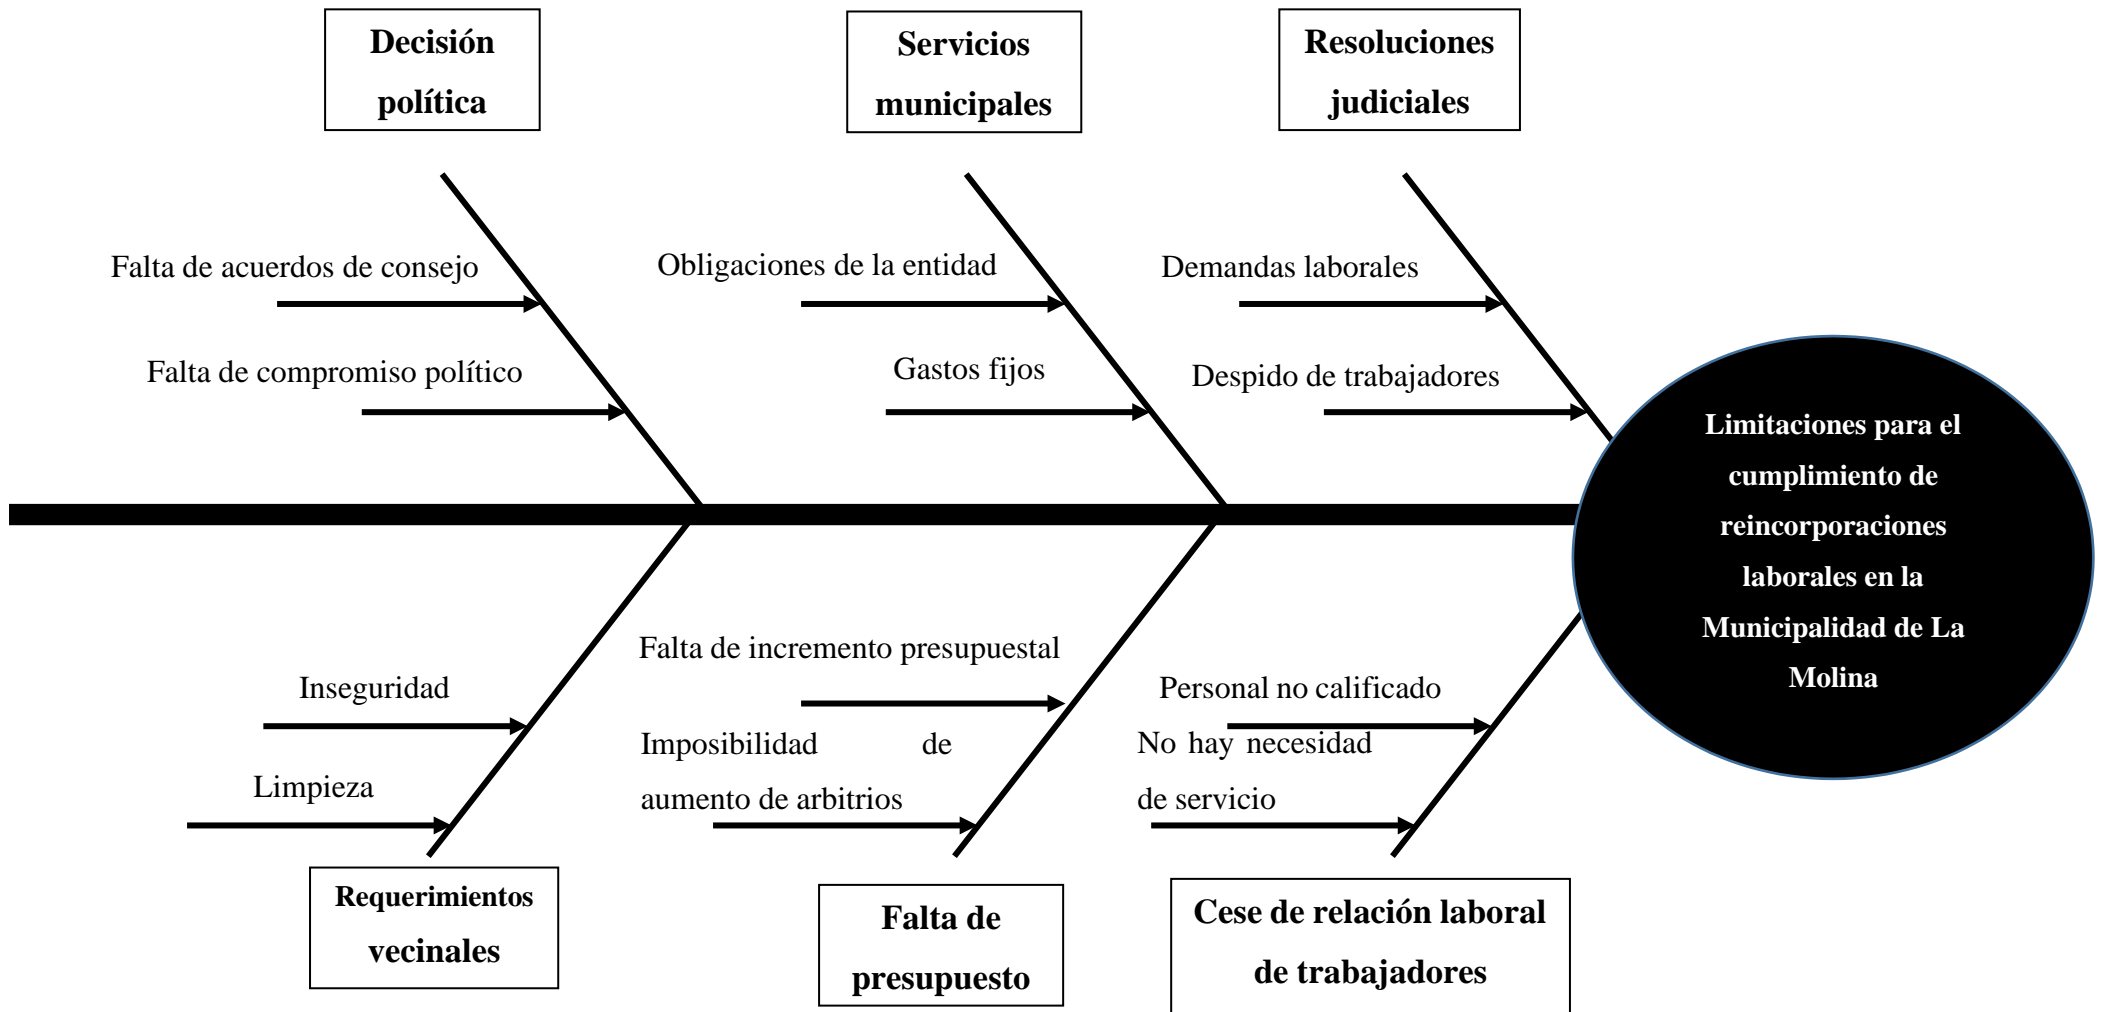 Decisión
política
Servicios
municipales
Resoluciones
judiciales
Falta de acuerdos de consejo
Obligaciones de la entidad
Demandas laborales
Falta de compromiso político
Gastos fijos
Despido de trabajadores
Limitaciones para el
cumplimiento de
reincorporaciones
laborales en la
Municipalidad de La
Molina
Inseguridad
Limpieza
Falta de incremento presupuestal
Imposibilidad de
aumento de arbitrios
Personal no calificado
No hay necesidad
de servicio
Requerimientos
vecinales
Falta de
presupuesto
Cese de relación laboral
de trabajadores